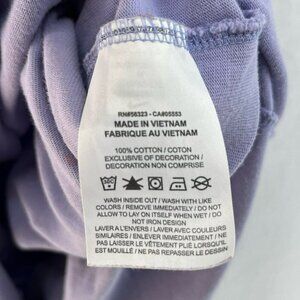 RN#56323 - CA#05553
MADE IN VIETNAM
FABRIQUE AU VIETNAM
100% COTTON / COTON
EXCLUSIVE OF DECORATION /
DECORATION NON COMPRISE
WASH INSIDE OUT / WASH WITH LIKE
COLORS / REMOVE IMMEDIATELY / DO NOT
ALLOW TO LAY ON ITSELF WHEN WET / DO
NOT IRON DESIGN
LAVER A L'ENVERS / LAVER AVEC COULEURS
SIMILAIRES / ENLEVER IMMÉDIATEMENT / NE
PAS LAISSER LE VÊTEMENT PLIÉ LORSQU'IL
EST MOUILLÉ / NE PAS REPASSER LE DESSIN